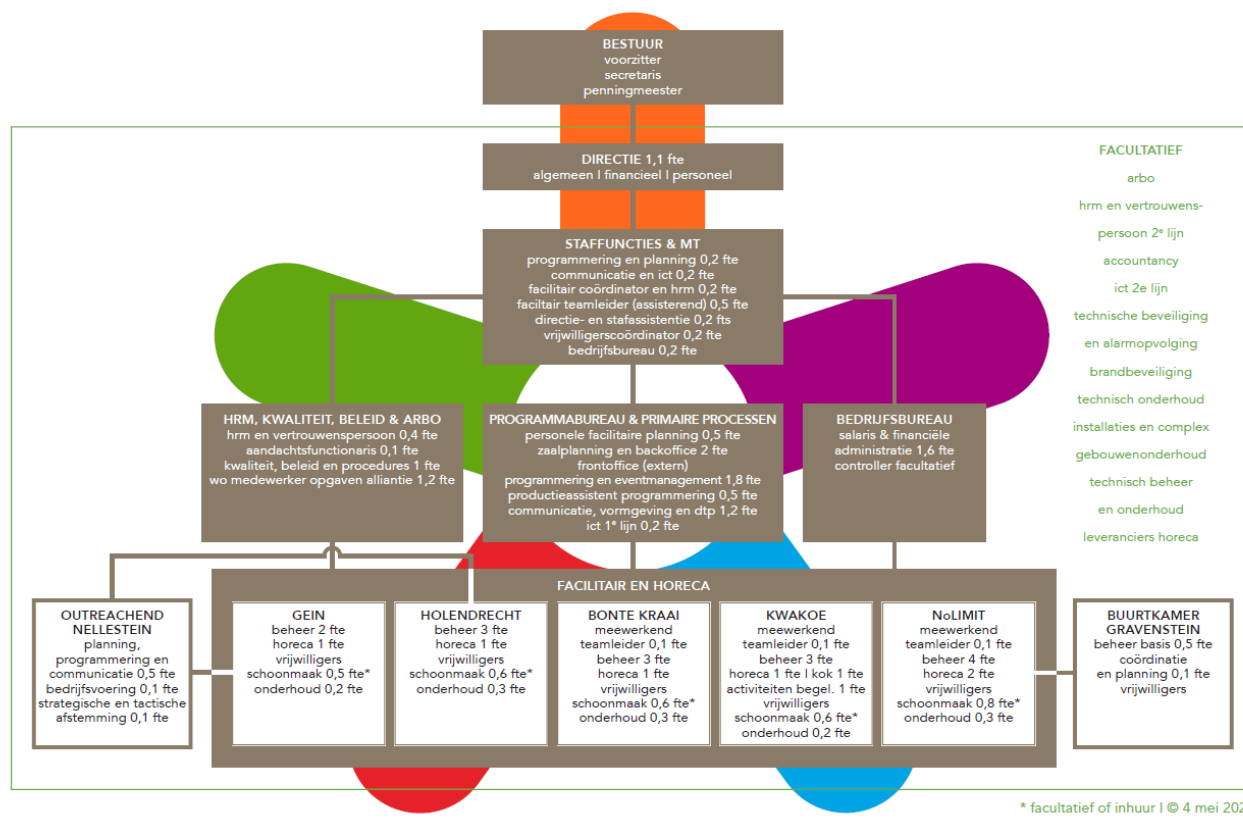 BESTUUR
voorzitter
secretaris
penningmeester
DIRECTIE 1,1 fte
algemeen I financieel I personeel
STAFFUNCTIES & MT
programmering en planning 0,2 fte
communicatie en ict 0,2 fte
facilitair coördinator en hrm 0,2 fte
faciltair teamleider (assisterend) 0,5 fte
directie- en stafassistentie 0,2 fts
vrijwilligerscoördinator 0,2 fte
bedrijfsbureau 0,2 fte
FACULTATIEF
arbo
hrm en vertrouwens-
persoon 2e lijn
accountancy
ict 2e lijn
technische beveiliging
en alarmopvolging
brandbeveiliging
technisch onderhoud
installaties en complex
gebouwenonderhoud
technisch beheer
en onderhoud
leveranciers horeca
HRM, KWALITEIT, BELEID & ARBO
hrm en vertrouwenspersoon 0,4 fte
aandachtsfunctionaris 0,1 fte
kwaliteit, beleid en procedures 1 fte
wo medewerker opgaven alliantie 1,2 fte
PROGRAMMABUREAU & PRIMAIRE PROCESSEN
personele facilitaire planning 0,5 fte
zaalplanning en backoffice 2 fte
frontoffice (extern)
programmering en eventmanagement 1,8 fte
productieassistent programmering 0,5 fte
communicatie, vormgeving en dtp 1,2 fte
ict 1e lijn 0,2 fte
BEDRIJFSBUREAU
salaris & financiële
administratie 1,6 fte
controller facultatief
FACILITAIR EN HORECA
OUTREACHEND
NELLESTEIN
planning,
programmering en
communicatie 0,5 fte
bedrijfsvoering 0,1 fte
strategische en tactische
afstemming 0,1 fte
GEIN
beheer 2 fte
horeca 1 fte
vrijwilligers
schoonmaak 0,5 fte*
onderhoud 0,2 fte
HOLENDRECHT
beheer 3 fte
horeca 1 fte
vrijwilligers
schoonmaak 0,6 fte*
onderhoud 0,3 fte
BONTE KRAAI
meewerkend
teamleider 0,1 fte
beheer 3 fte
horeca 1 fte
vrijwilligers
schoonmaak 0,6 fte*
onderhoud 0,3 fte
KWAKOE
meewerkend
teamleider 0,1 fte
beheer 3 fte
horeca 1 fte I kok 1 fte
activiteiten begel. 1 fte
vrijwilligers
schoonmaak 0,6 fte*
onderhoud 0,2 fte
NoLIMIT
meewerkend
teamleider 0,1 fte
beheer 4 fte
horeca 2 fte
vrijwilligers
schoonmaak 0,8 fte*
onderhoud 0,3 fte
BUURTKAMER
GRAVENSTEIN
beheer basis 0,5 fte
coördinatie
en planning 0,1 fte
vrijwilligers
* facultatief of inhuur I © 4 mei 202